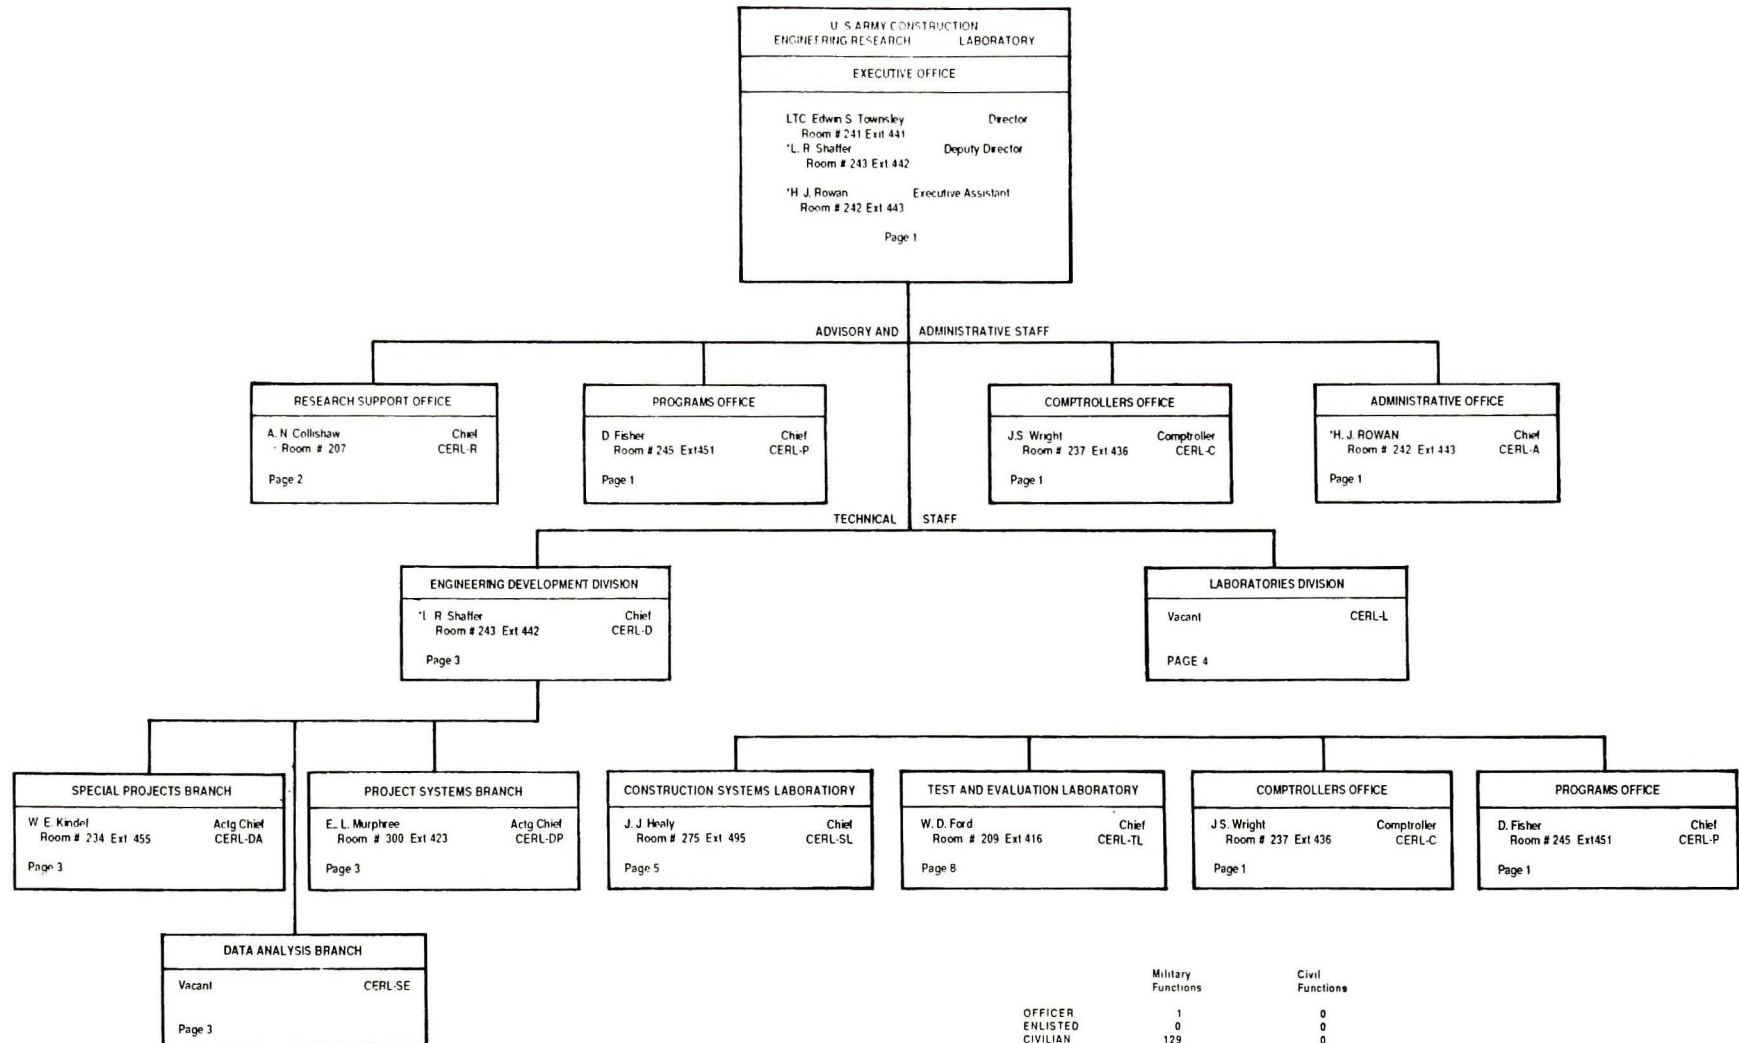 U. S. ARMY CONSTRUCTION
ENGINEERING RESEARCH LABORATORY
EXECUTIVE OFFICE
LTC Edwin S. Townsley Director
Room # 241 Exit 441
*L. R. Shaffer Deputy Director
Room # 243 Ext 442
*H. J. Rowan Executive Assistant
Room # 242 Ext 443
Page 1
ADVISORY AND ADMINISTRATIVE STAFF
RESEARCH SUPPORT OFFICE
A. N. Collishaw Chief
Room # 207 CERL-R
Page 2
PROGRAMS OFFICE
D Fisher Chief
Room # 245 Ext451 CERL-P
Page 1
COMPTROLLERS OFFICE
J.S. Wright Comptroller
Room # 237 Ext 436 CERL-C
Page 1
ADMINISTRATIVE OFFICE
*H. J. ROWAN Chief
Room # 242 Ext 443 CERL-A
Page 1
TECHNICAL STAFF
ENGINEERING DEVELOPMENT DIVISION
*L R Shaffer Chief
Room # 243 Ext 442 CERL-D
Page 3
LABORATORIES DIVISION
Vacant CERL-L
PAGE 4
SPECIAL PROJECTS BRANCH
W. E. Kindel Actg Chief
Room # 234 Ext 455 CERL-DA
Page 3
PROJECT SYSTEMS BRANCH
E. L. Murphree Actg Chief
Room # 300 Ext 423 CERL-DP
Page 3
CONSTRUCTION SYSTEMS LABORATIORY
J. J Healy Chief
Room # 275 Ext 495 CERL-SL
Page 5
TEST AND EVALUATION LABORATORY
W. D. Ford Chief
Room # 209 Ext 416 CERL-TL
Page 8
COMPTROLLERS OFFICE
J S. Wright Comptroller
Room # 237 Ext 436 CERL-C
Page 1
PROGRAMS OFFICE
D. Fisher Chief
Room # 245 Ext451 CERL-P
Page 1
DATA ANALYSIS BRANCH
Vacant CERL-SE
Page 3
Military Civil
Functions Functions
OFFICER 1 0
ENLISTED 0 0
CIVILIAN 129 0